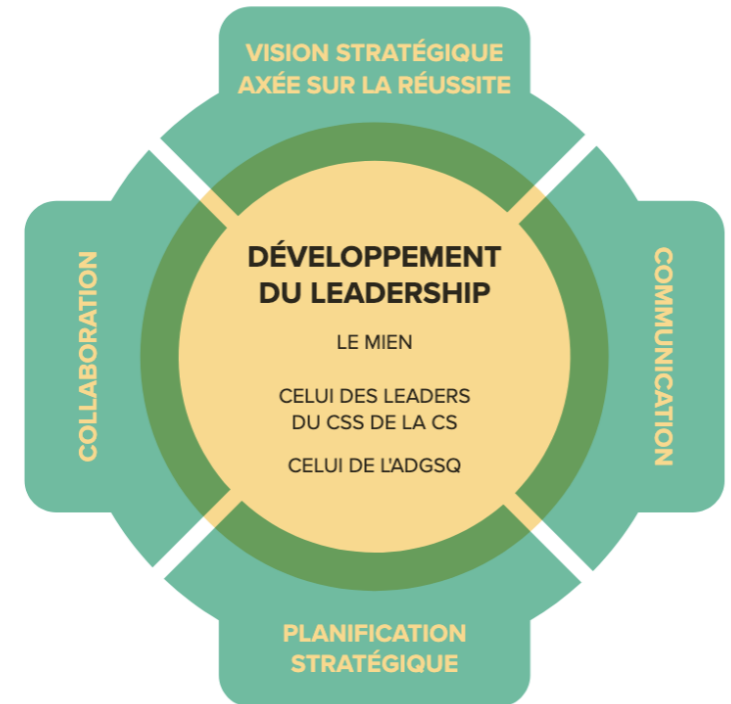 VISION STRATÉGIQUE
AXÉE SUR LA RÉUSSITE
COLLABORATION
DÉVELOPPEMENT
DU LEADERSHIP
LE MIEN
CELUI DES LEADERS
DU CSS DE LA CS
CELUI DE L'ADGSQ
COMMUNICATION
PLANIFICATION
STRATÉGIQUE